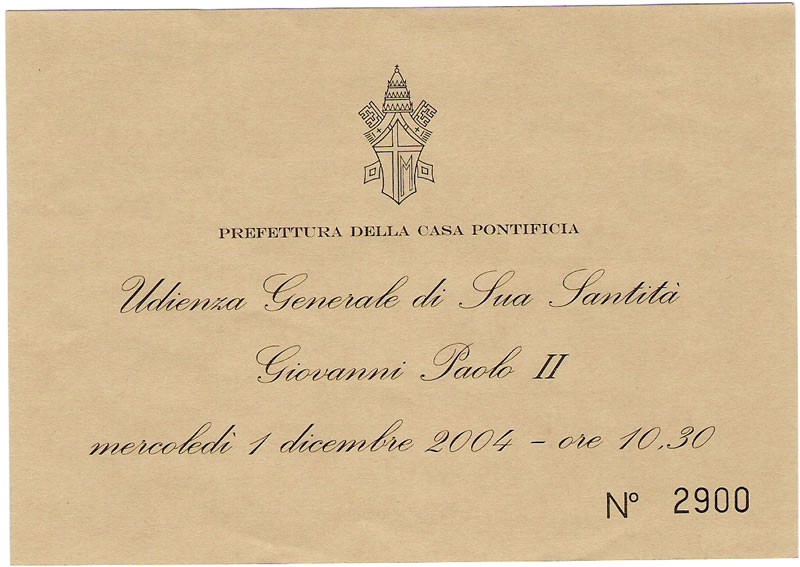 M
PREFETTURA DELLA CASA PONTIFICIA
Udienza Generale di Sua Santità
Giovanni Paolo II
mercoledì 1 dicembre 2004 - ore 10,30
N° 2900